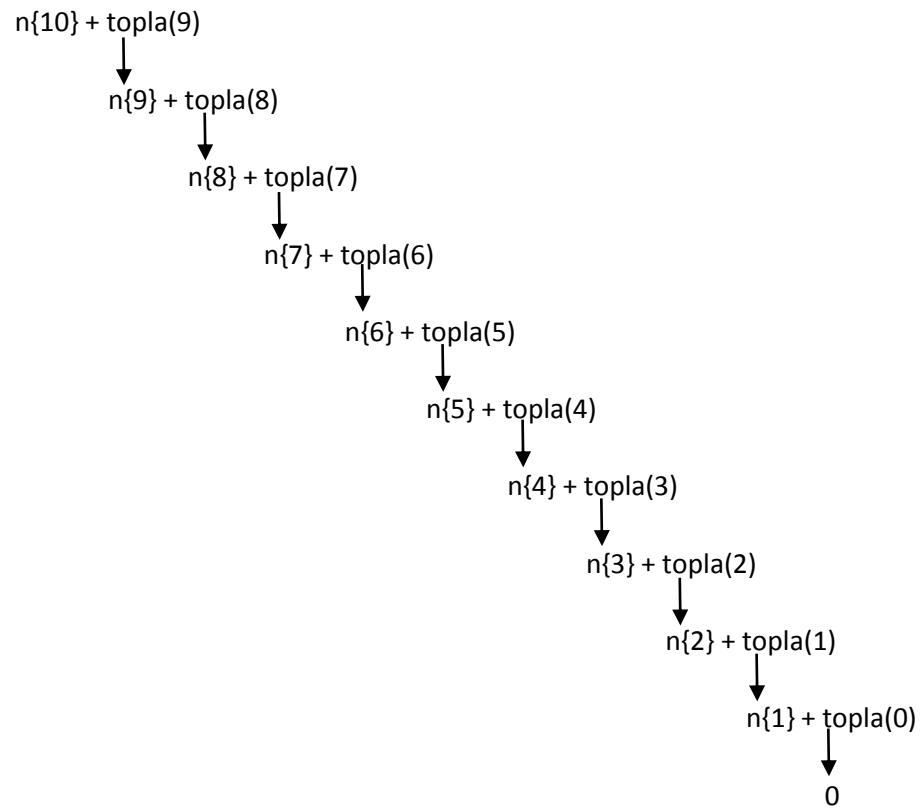 n{10} + topla(9)
n{9} + topla(8)
n{8} + topla(7)
n{7} + topla(6)
n{6} + topla(5)
n{5} + topla(4)
n{4} + topla(3)
n{3} + topla(2)
n{2} + topla(1)
n{1} + topla(0)
0